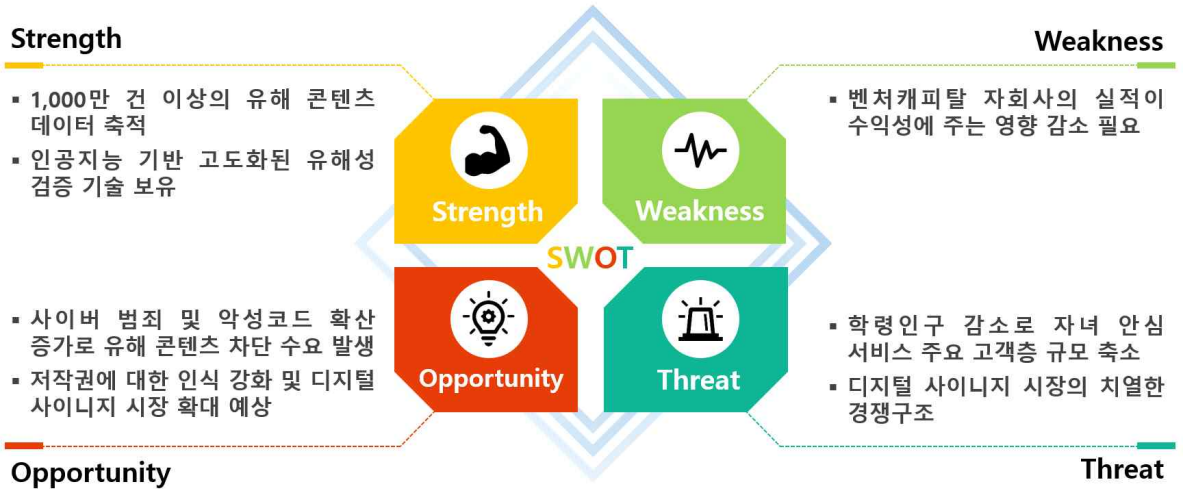 Strength
▪ 1,000만 건 이상의 유해 콘텐츠
데이터 축적
▪ 인공지능 기반 고도화된 유해성
검증 기술 보유
Weakness
▪ 벤처캐피탈 자회사의 실적이
수익성에 주는 영향 감소 필요
Strength
Weakness
SWOT
Opportunity
Threat
▪ 사이버 범죄 및 악성코드 확산
증가로 유해 콘텐츠 차단 수요 발생
▪ 저작권에 대한 인식 강화 및 디지털
사이니지 시장 확대 예상
Opportunity
▪ 학령인구 감소로 자녀 안심
서비스 주요 고객층 규모 축소
▪ 디지털 사이니지 시장의 치열한
경쟁구조
Threat